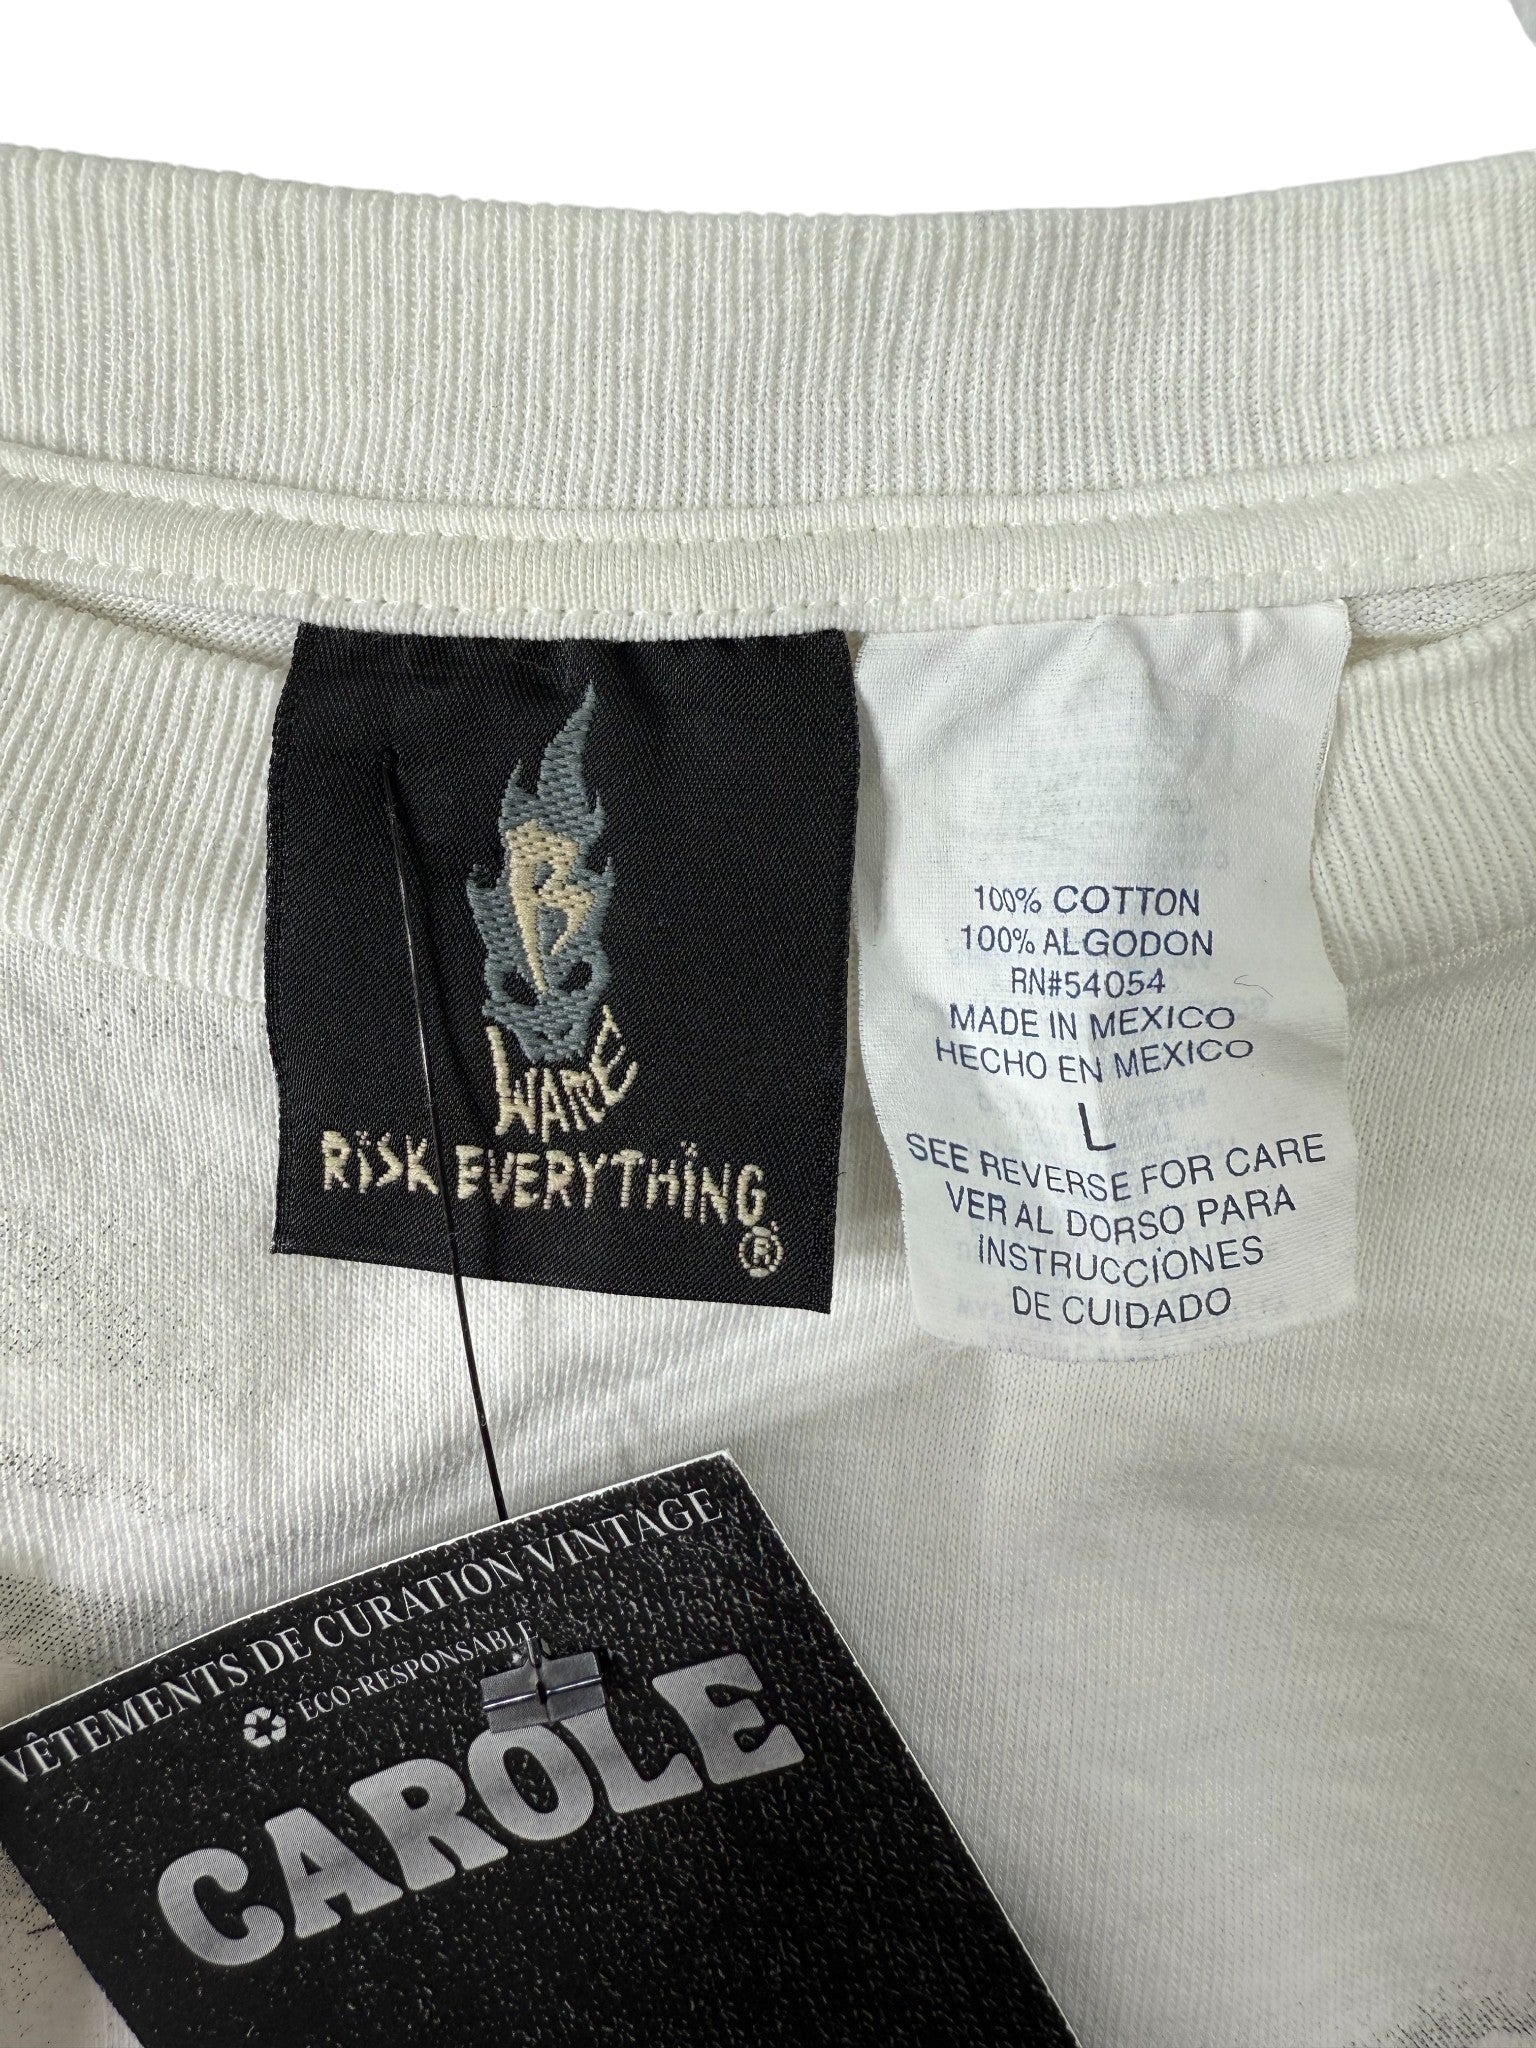 WARE
RISK EVERYTHING
®
100% COTTON
100% ALGODON
RN#54054
MADE IN MEXICO
HECHO EN MEXICO
L
SEE REVERSE FOR CARE
VER AL DORSO PARA
INSTRUCCIONES
DE CUIDADO
VÊTEMENTS DE CURATION VINTAGE
ECO-RESPONSABLE
CAROLE